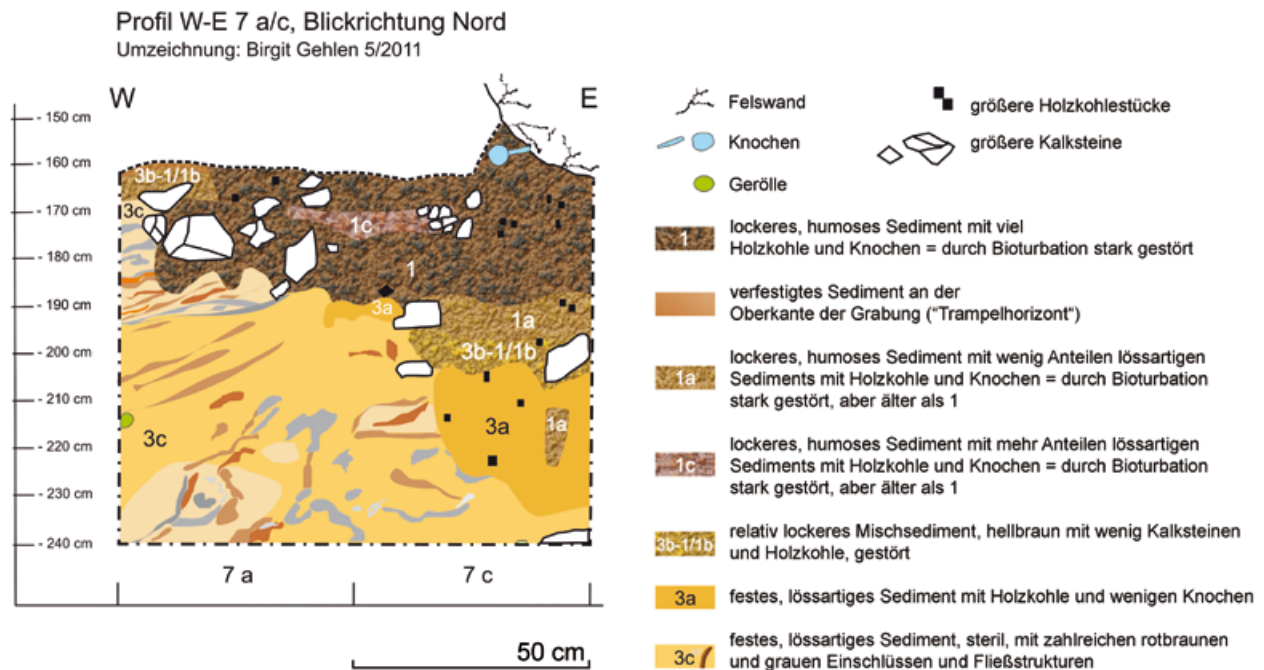 Profil W-E 7 a/c, Blickrichtung Nord
Umzeichnung: Birgit Gehlen 5/2011
W
E
- 150 cm
- 160 cm
- 170 cm
- 180 cm
- 190 cm
- 200 cm
- 210 cm
- 220 cm
- 230 cm
- 240 cm
3b-1/1b
3c
1c
1
3a
1a
3b-1/1b
3a
1a
3c
7 a
7 c
50 cm
Felswand
größere Holzkohlestücke
Knochen
größere Kalksteine
Gerölle
1
lockeres, humoses Sediment mit viel
Holzkohle und Knochen = durch Bioturbation stark gestört
verfestigtes Sediment an der
Oberkante der Grabung ("Trampelhorizont")
1a
lockeres, humoses Sediment mit wenig Anteilen lössartigen
Sediments mit Holzkohle und Knochen = durch Bioturbation
stark gestört, aber älter als 1
1c
lockeres, humoses Sediment mit mehr Anteilen lössartigen
Sediments mit Holzkohle und Knochen = durch Bioturbation
stark gestört, aber älter als 1
3b-1/1b
relativ lockeres Mischsediment, hellbraun mit wenig Kalksteinen
und Holzkohle, gestört
3a
festes, lössartiges Sediment mit Holzkohle und wenigen Knochen
3c
festes, lössartiges Sediment, steril, mit zahlreichen rotbraunen
und grauen Einschlüssen und Fließstrukturen